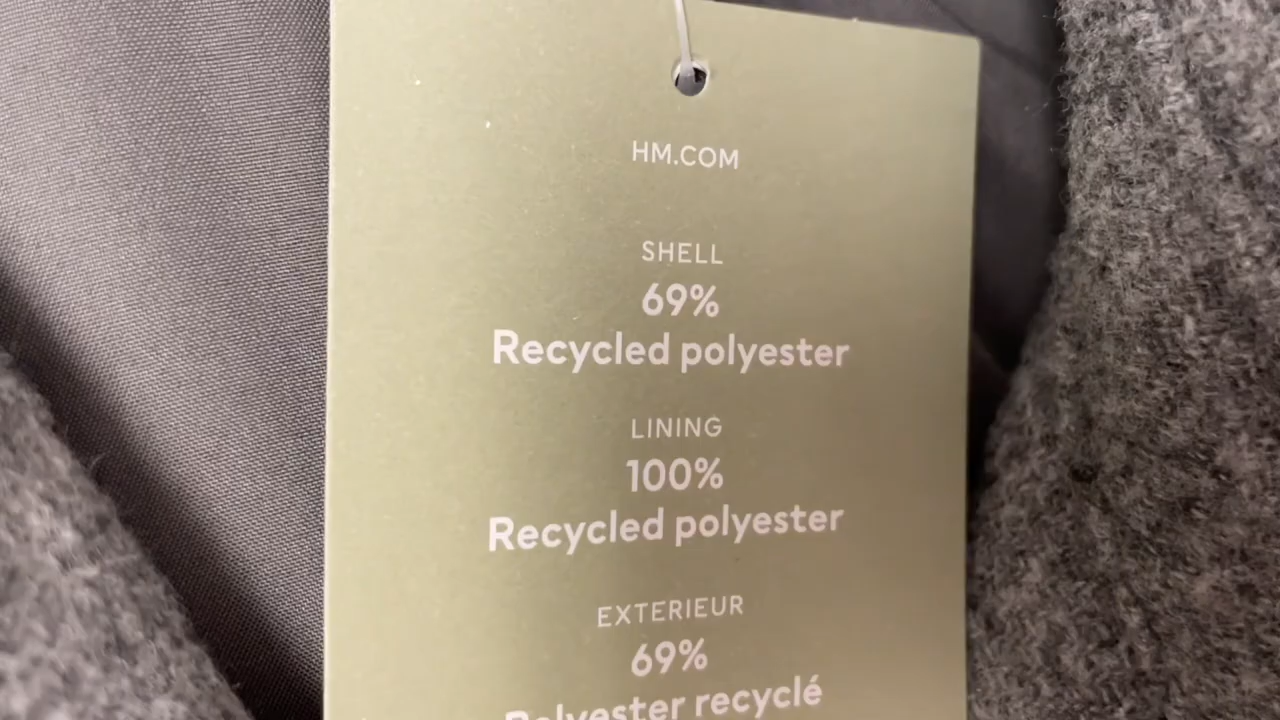 HM.COM
SHELL
69%
Recycled polyester
LINING
100%
Recycled polyester
EXTERIEUR
69%
Polyester recyclé